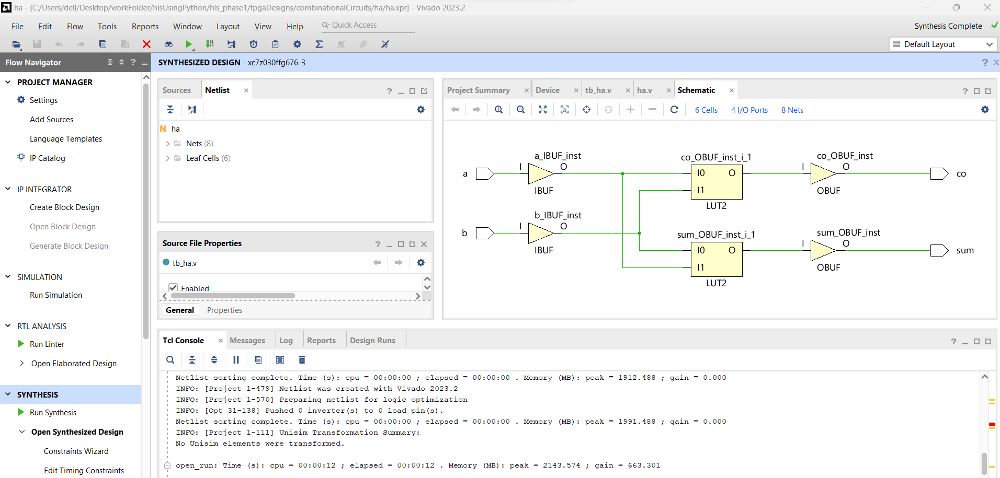 ha - [C:/Users/dell/Desktop/workFolder/hlsUsingPython/hls_phase1/fpgaDesigns/combinationalCircuits/ha/ha.xpr] - Vivado 2023.2
File Edit Flow Tools Reports Window Layout View Help Quick Access
Synthesis Complete
Default Layout
Flow Navigator
SYNTHESIZED DESIGN - xc7z030ffg676-3
PROJECT MANAGER
Settings
Add Sources
Language Templates
IP Catalog
IP INTEGRATOR
Create Block Design
Open Block Design
Generate Block Design
SIMULATION
Run Simulation
RTL ANALYSIS
Run Linter
Open Elaborated Design
SYNTHESIS
Run Synthesis
Open Synthesized Design
Constraints Wizard
Edit Timing Constraints
Sources Netlist
N ha
Nets (8)
Leaf Cells (6)
Source File Properties
tb_ha.v
Enabled
General Properties
Project Summary Device tb_ha.v ha.v Schematic
6 Cells 4 I/O Ports 8 Nets
a_IBUF_inst co_OBUF_inst_i_1 co_OBUF_inst
I O I O
a I0 O co
I1
IBUF OBUF
LUT2
b_IBUF_inst
I O
b
sum_OBUF_inst_i_1 sum_OBUF_inst
I O
IBUF I0 O sum
I1 OBUF
LUT2
Tcl Console Messages Log Reports Design Runs
Netlist sorting complete. Time (s): cpu = 00:00:00 ; elapsed = 00:00:00 . Memory (MB): peak = 1912.488 ; gain = 0.000
INFO: [Project 1-479] Netlist was created with Vivado 2023.2
INFO: [Project 1-570] Preparing netlist for logic optimization
INFO: [Opt 31-138] Pushed 0 inverter(s) to 0 load pin(s).
Netlist sorting complete. Time (s): cpu = 00:00:00 ; elapsed = 00:00:00 . Memory (MB): peak = 1991.488 ; gain = 0.000
INFO: [Project 1-111] Unisim Transformation Summary:
No Unisim elements were transformed.
open_run: Time (s): cpu = 00:00:12 ; elapsed = 00:00:12 . Memory (MB): peak = 2143.574 ; gain = 663.301